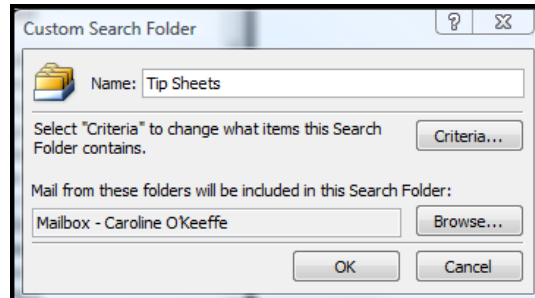 Custom Search Folder
Name: Tip Sheets
Select "Criteria" to change what items this Search
Folder contains.
Criteria...
Mail from these folders will be included in this Search Folder:
Mailbox - Caroline O'Keeffe
Browse...
OK
Cancel